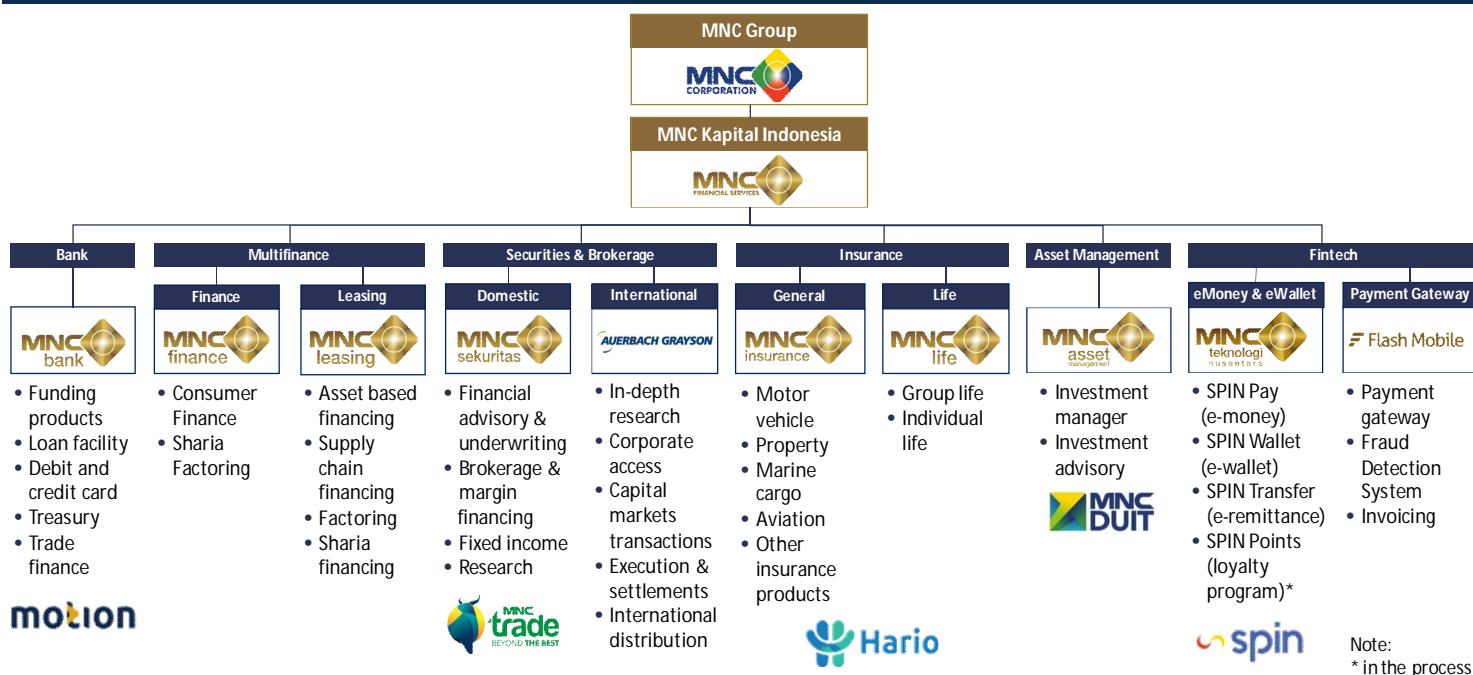 MNC Group
MNC
CORPORATION
MNC Kapital Indonesia
MNC
FINANCIAL SERVICES
Bank
Multifinance
Securities & Brokerage
Insurance
Asset Management
Fintech
Finance
Leasing
Domestic
International
General
Life
eMoney & eWallet
Payment Gateway
MNC
bank
MNC
finance
MNC
leasing
MNC
sekuritas
AUERBACH GRAYSON
MNC
insurance
MNC
life
MNC
asset
management
MNC
teknologi
nusantara
Flash Mobile
• Funding
products
• Loan facility
• Debit and
credit card
• Treasury
• Trade
finance
motion
• Consumer
Finance
• Sharia
Factoring
• Asset based
financing
• Supply
chain
financing
• Factoring
• Sharia
financing
• Financial
advisory &
underwriting
• Brokerage &
margin
financing
• Fixed income
• Research
MNC
trade
BEYOND THE BEST
• In-depth
research
• Corporate
access
• Capital
markets
transactions
• Execution &
settlements
• International
distribution
• Motor
vehicle
• Property
• Marine
cargo
• Aviation
• Other
insurance
products
• Group life
• Individual
life
Hario
• Investment
manager
• Investment
advisory
MNC
DUIT
• SPIN Pay
(e-money)
• SPIN Wallet
(e-wallet)
• SPIN Transfer
(e-remittance)
• SPIN Points
(loyalty
program)*
spin
• Payment
gateway
• Fraud
Detection
System
• Invoicing
Note:
* in the process